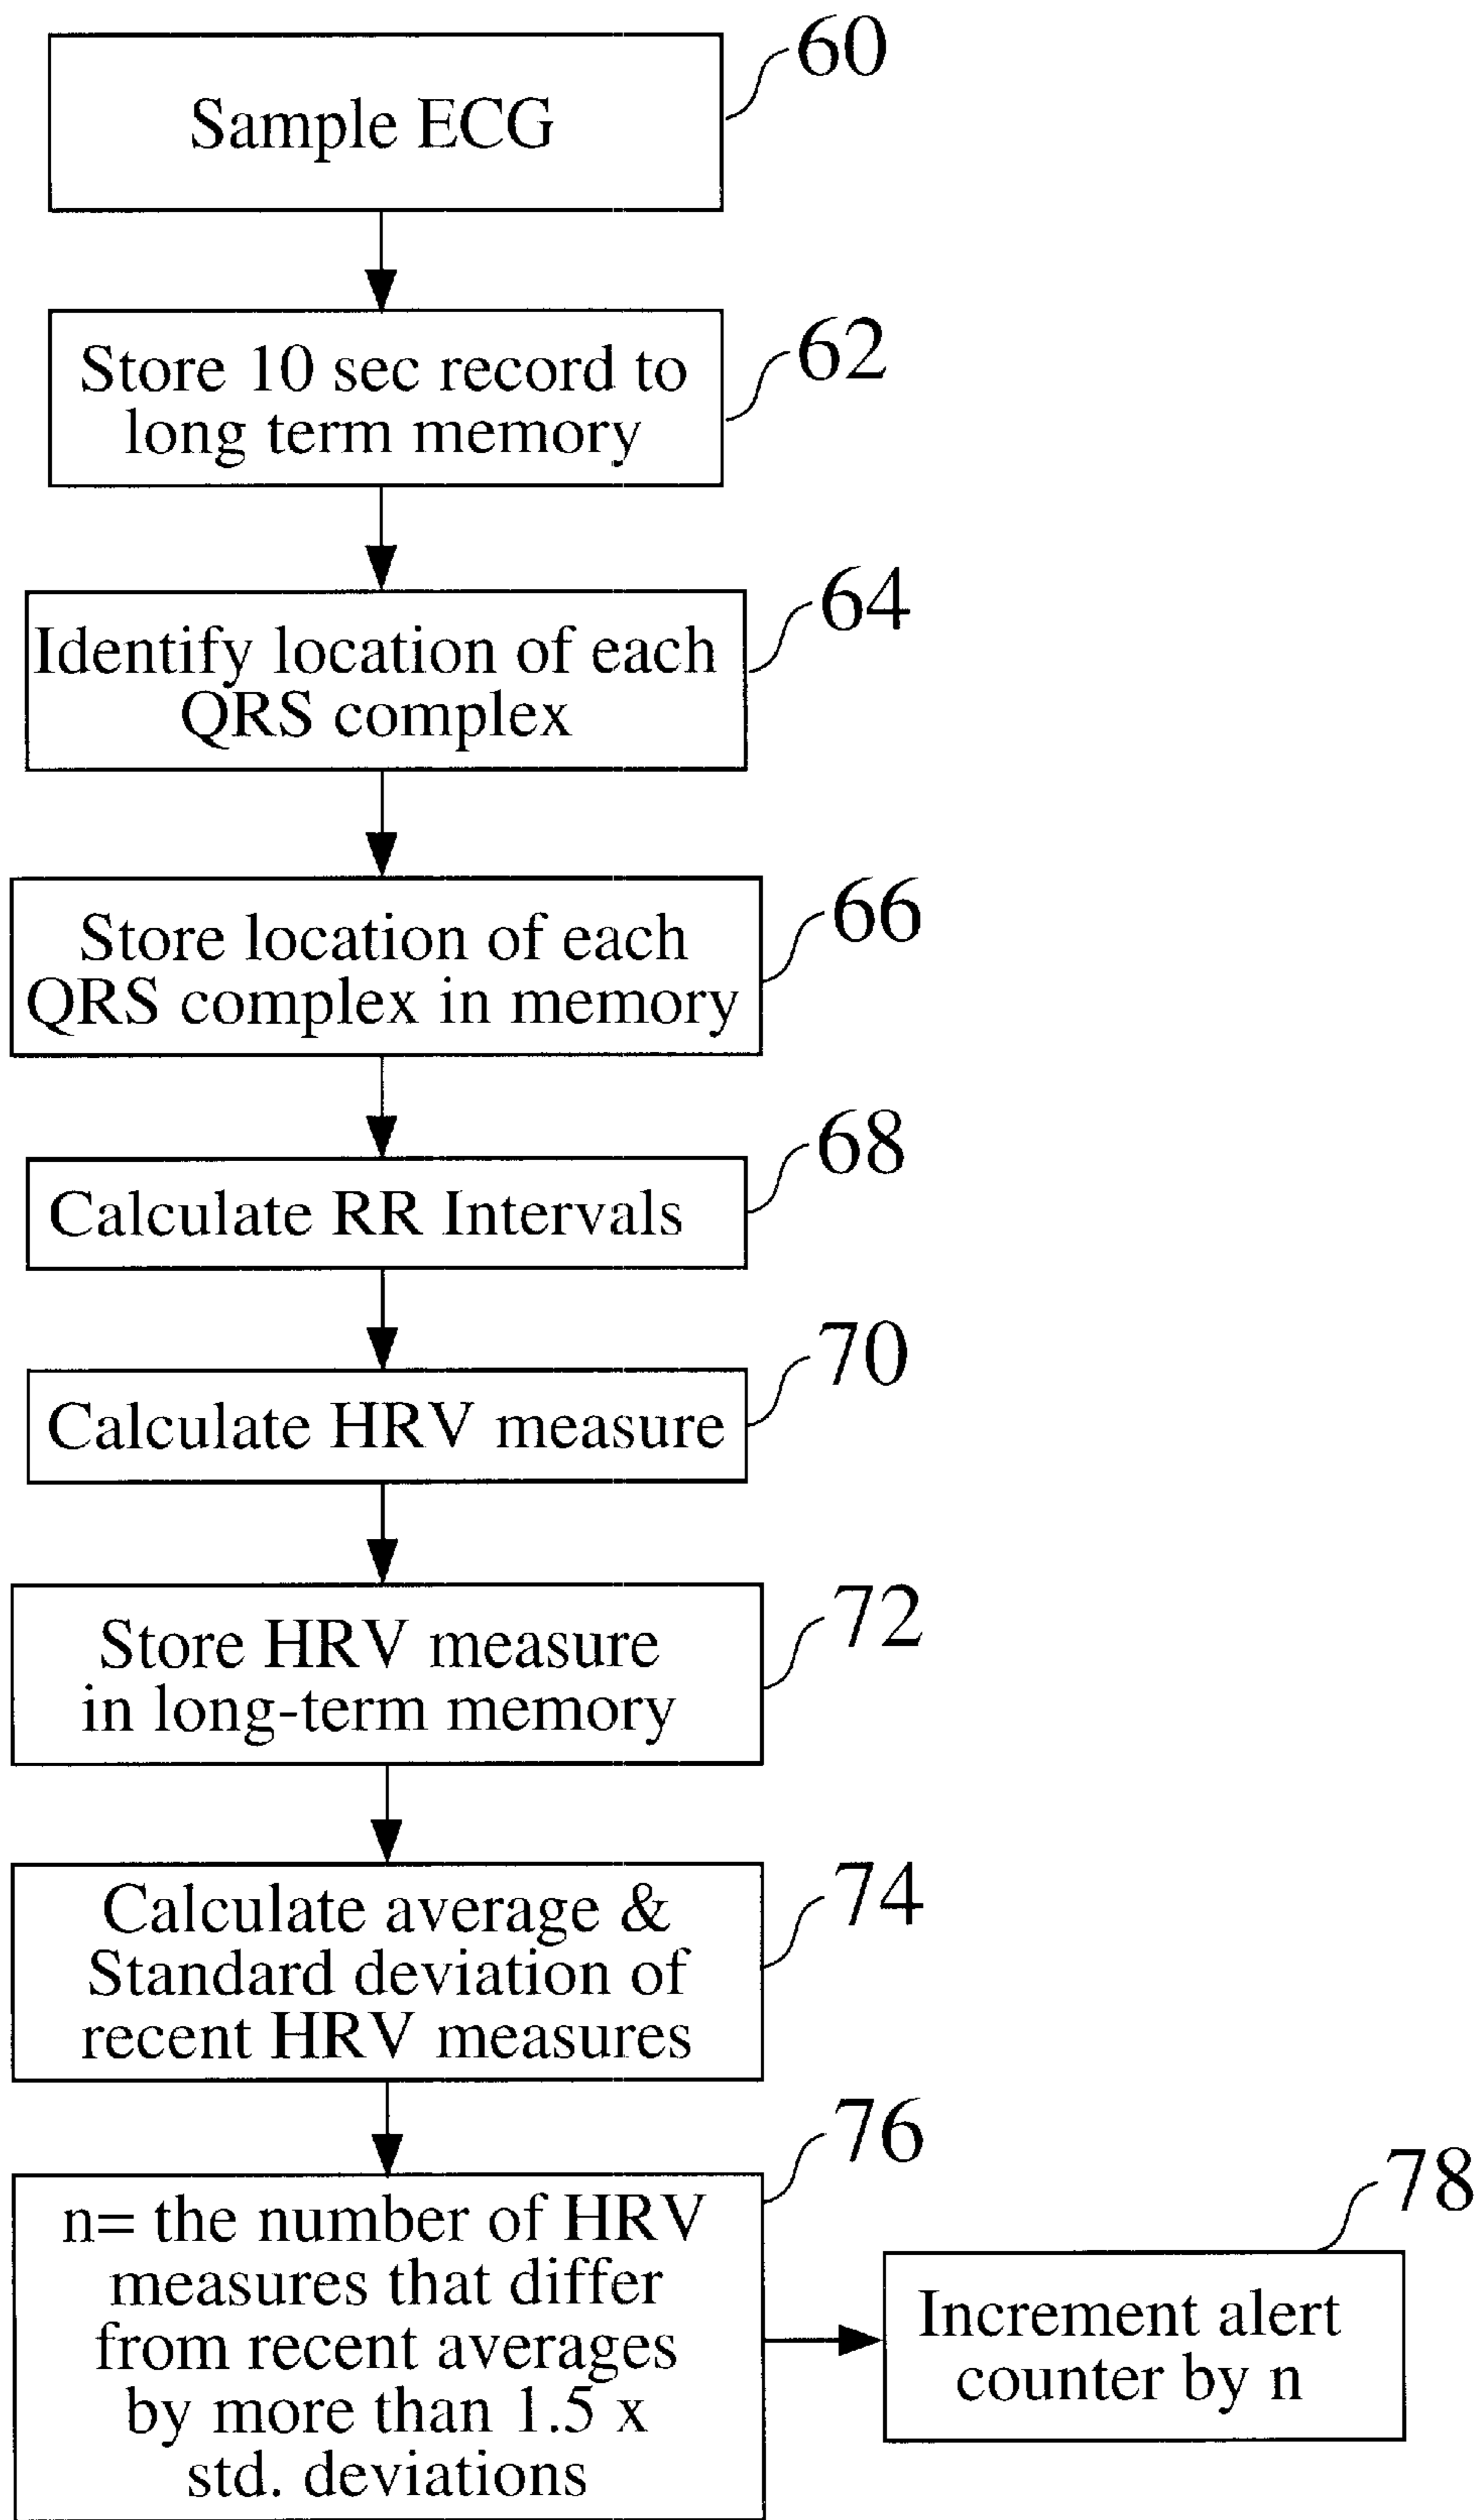 60
Sample ECG
62
Store 10 sec record to
long term memory
64
Identify location of each
QRS complex
66
Store location of each
QRS complex in memory
68
Calculate RR Intervals
70
Calculate HRV measure
72
Store HRV measure
in long-term memory
74
Calculate average &
Standard deviation of
recent HRV measures
76
n= the number of HRV
measures that differ
from recent averages
by more than 1.5 x
std. deviations
78
Increment alert
counter by n